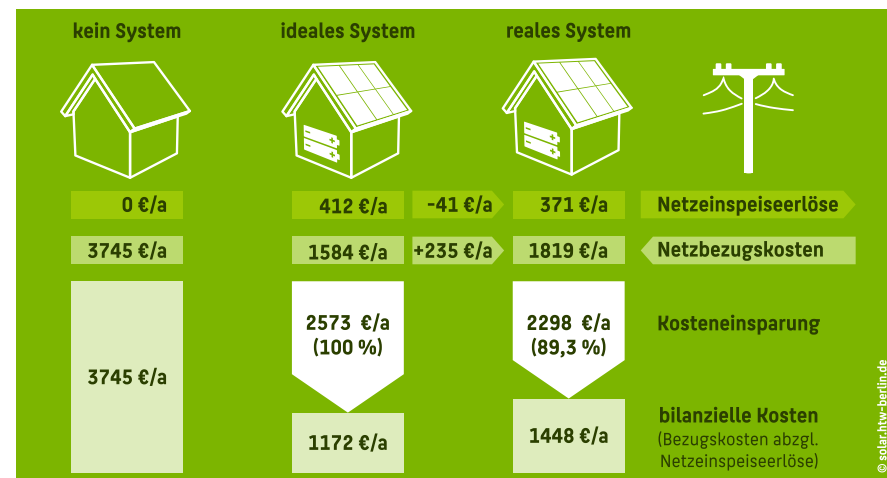 kein System
ideales System
reales System
0 €/a
412 €/a
-41 €/a
371 €/a
Netzeinspeiseerlöse
3745 €/a
1584 €/a
+235 €/a
1819 €/a
Netzbezugskosten
2573 €/a
(100 %)
2298 €/a
(89,3 %)
Kosteneinsparung
3745 €/a
1172 €/a
1448 €/a
bilanzielle Kosten
(Bezugskosten abzgl.
Netzeinspeiseerlöse)
© solar.htw-berlin.de